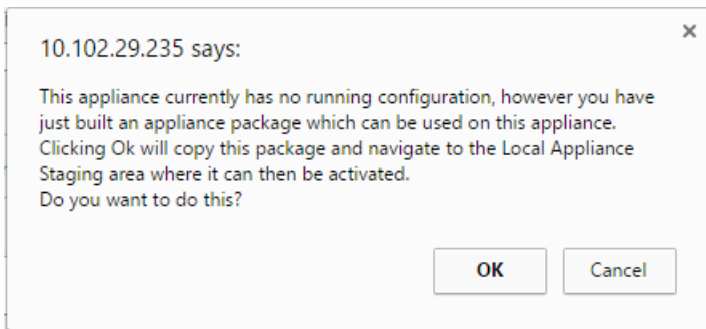 10.102.29.235 says:
This appliance currently has no running configuration, however you have
just built an appliance package which can be used on this appliance.
Clicking Ok will copy this package and navigate to the Local Appliance
Staging area where it can then be activated.
Do you want to do this?
OK
Cancel